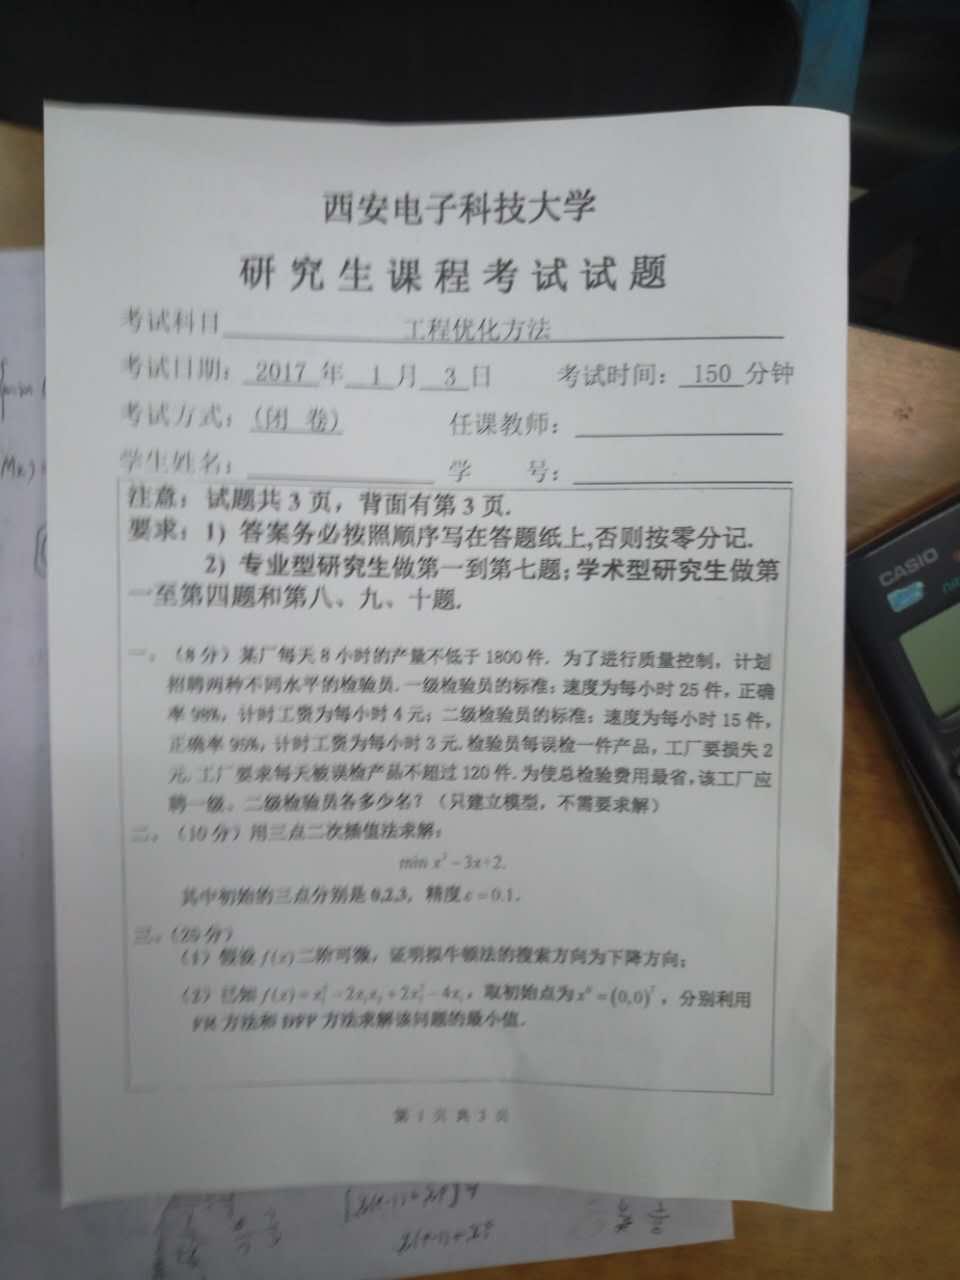 西安电子科技大学
研究生课程考试试题
考试科目 工程优化方法
考试日期： 2017 年 1 月 3 日 考试时间： 150 分钟
考试方式：（闭 卷） 任课教师：
学生姓名： 学 号：
注意：试题共 3 页，背面有第 3 页.
要求：1）答案务必按照顺序写在答题纸上,否则按零分记.
2）专业型研究生做第一到第七题；学术型研究生做第
一至第四题和第八、九、十题.
一。（8 分）某厂每天 8 小时的产量不低于 1800 件. 为了进行质量控制，计划
招聘两种不同水平的检验员.一级检验员的标准：速度为每小时 25 件，正确
率 98%，计时工资为每小时 4 元；二级检验员的标准：速度为每小时 15 件，
正确率 95%，计时工资为每小时 3 元.检验员每误检一件产品，工厂要损失 2
元.工厂要求每天被误检产品不超过 120 件.为使总检验费用最省,该工厂应
聘一级、二级检验员各多少名？（只建立模型，不需要求解）
二。（10 分）用三点二次插值法求解：
min x³−3x+2.
其中初始的三点分别是 0,2,3，精度 ε=0.1.
三。（25 分）
（1）假设 f(x) 二阶可微，证明拟牛顿法的搜索方向为下降方向；
（2）已知 f(x)=x₁²−2x₁x₂+2x₂²−4x₁，取初始点为 x⁰=(0,0)ᵀ，分别利用
FR 方法和 DFP 方法求解该问题的最小值.
第 1 页 共 3 页
CASIO